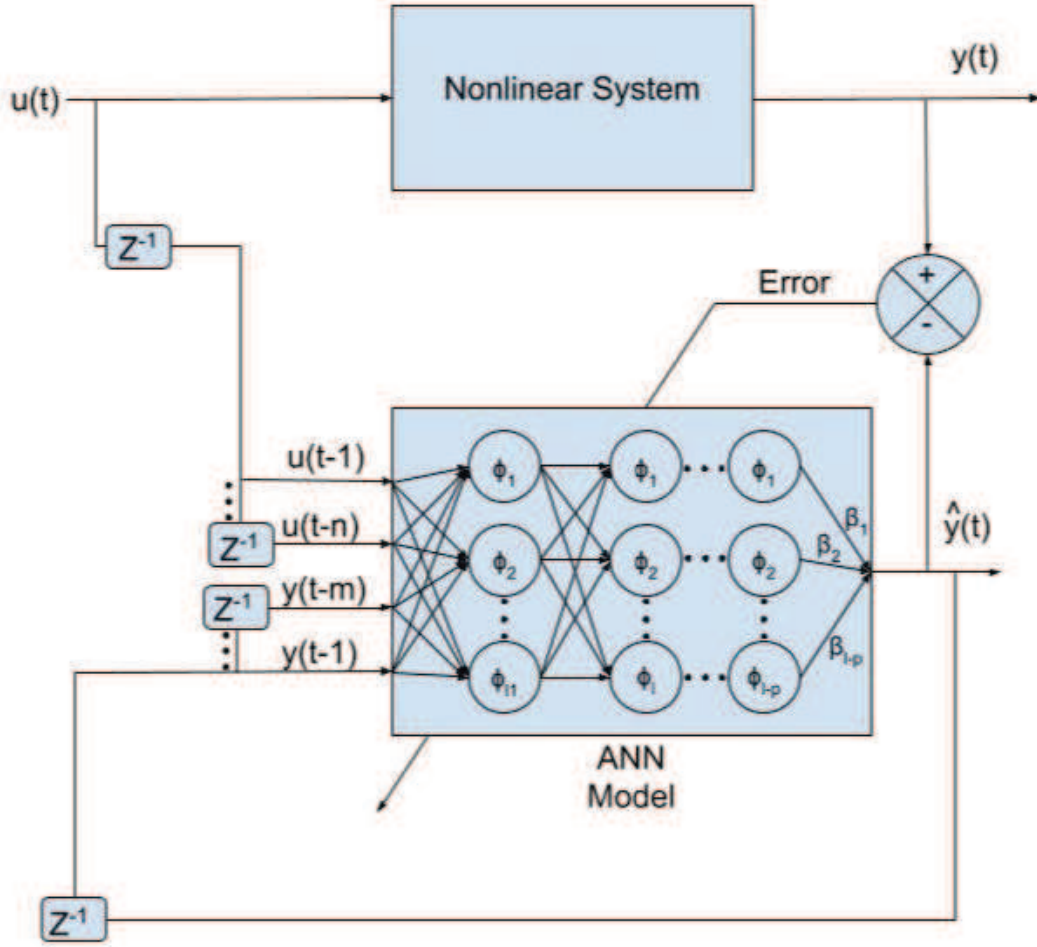 Nonlinear System
y(t)
u(t)
Z⁻¹
Error
+
-
u(t-1)
u(t-n)
Z⁻¹
y(t-m)
Z⁻¹
y(t-1)
ϕ₁ ϕ₁ ϕ₁
ϕ₂ ϕ₂ ϕ₂
ϕₗ₁ ϕₗ ϕₗ₋ₚ
β₁
β₂
βₗ₋ₚ
ŷ(t)
ANN
Model
Z⁻¹